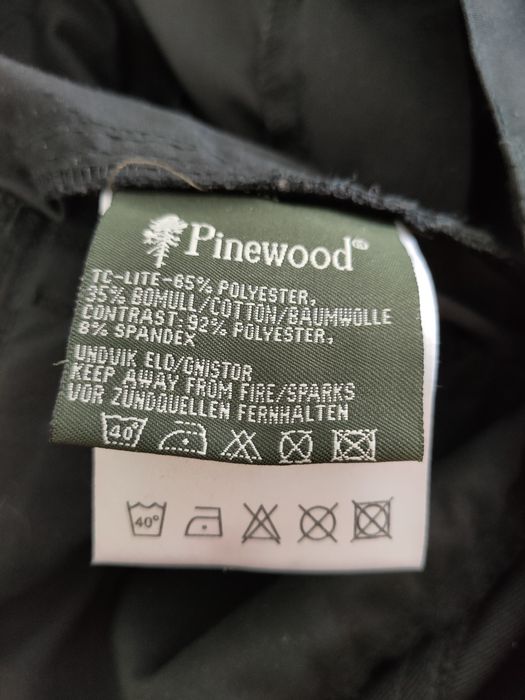 Pinewood®
TC-LITE-65% POLYESTER,
35% BOMULL/COTTON/BAUMWOLLE
CONTRAST:92% POLYESTER,
8% SPANDEX
UNDVIK ELD/GNISTOR
KEEP AWAY FROM FIRE/SPARKS
VOR ZÜNDQUELLEN FERNHALTEN
40°
40°